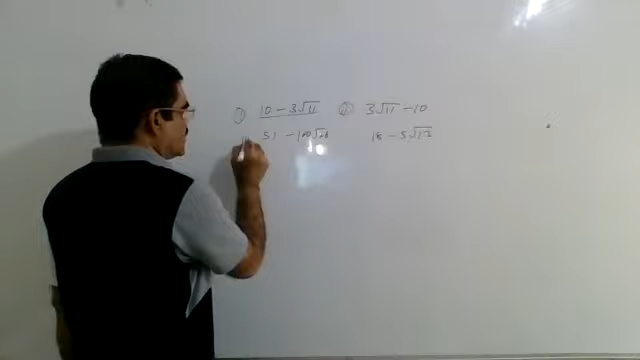 ① 10 - 3√11 ② 3√11 - 10
51 - 10√26 18 - 5√13